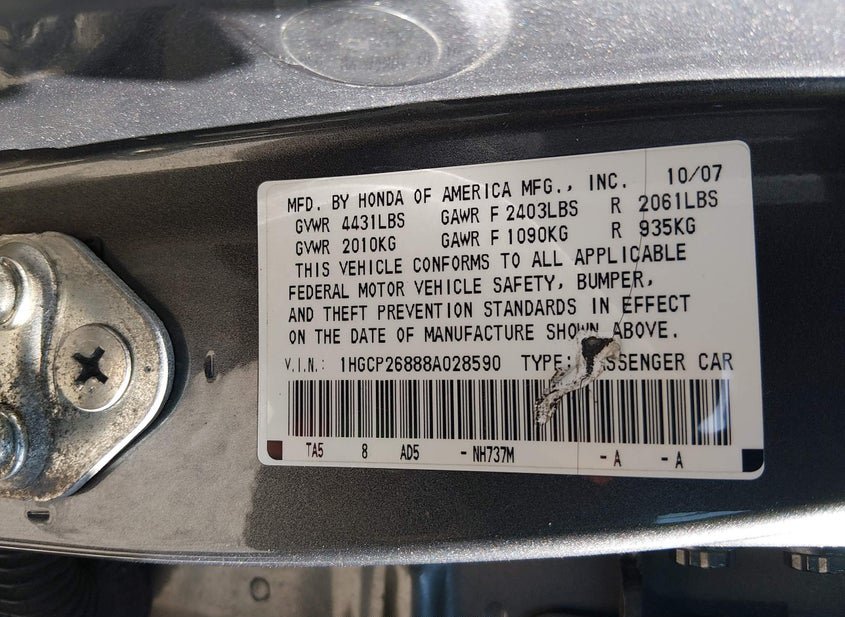 MFD. BY HONDA OF AMERICA MFG., INC. 10/07
GVWR 4431LBS GAWR F 2403LBS R 2061LBS
GVWR 2010KG GAWR F 1090KG R 935KG
THIS VEHICLE CONFORMS TO ALL APPLICABLE
FEDERAL MOTOR VEHICLE SAFETY, BUMPER,
AND THEFT PREVENTION STANDARDS IN EFFECT
ON THE DATE OF MANUFACTURE SHOWN ABOVE.
V.I.N.: 1HGCP26888A028590 TYPE: ASSENGER CAR
TA5 8 AD5 - NH737M - A - A